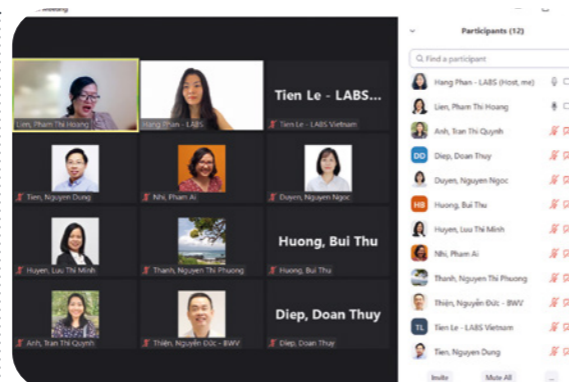 Lien, Pham Thi Hoang
Hang Phan - LABS
Tien Le - LABS...
Tien Le - LABS Vietnam
Tien, Nguyen Dung
Nhi, Pham Ai
Duyen, Nguyen Ngoc
Huyen, Luu Thi Minh
Thanh, Nguyen Thi Phuong
Huong, Bui Thu
Huong, Bui Thu
Anh, Tran Thi Quynh
Thiện, Nguyễn Đức - BWV
Diep, Doan Thuy
Diep, Doan Thuy
Participants (12)
Find a participant
Hang Phan - LABS (Host, me)
Lien, Pham Thi Hoang
Anh, Tran Thi Quynh
DD Diep, Doan Thuy
Duyen, Nguyen Ngoc
HB Huong, Bui Thu
Huyen, Luu Thi Minh
Nhi, Pham Ai
Thanh, Nguyen Thi Phuong
Thiện, Nguyễn Đức - BWV
TL Tien Le - LABS Vietnam
Tien, Nguyen Dung
Invite
Mute All
...